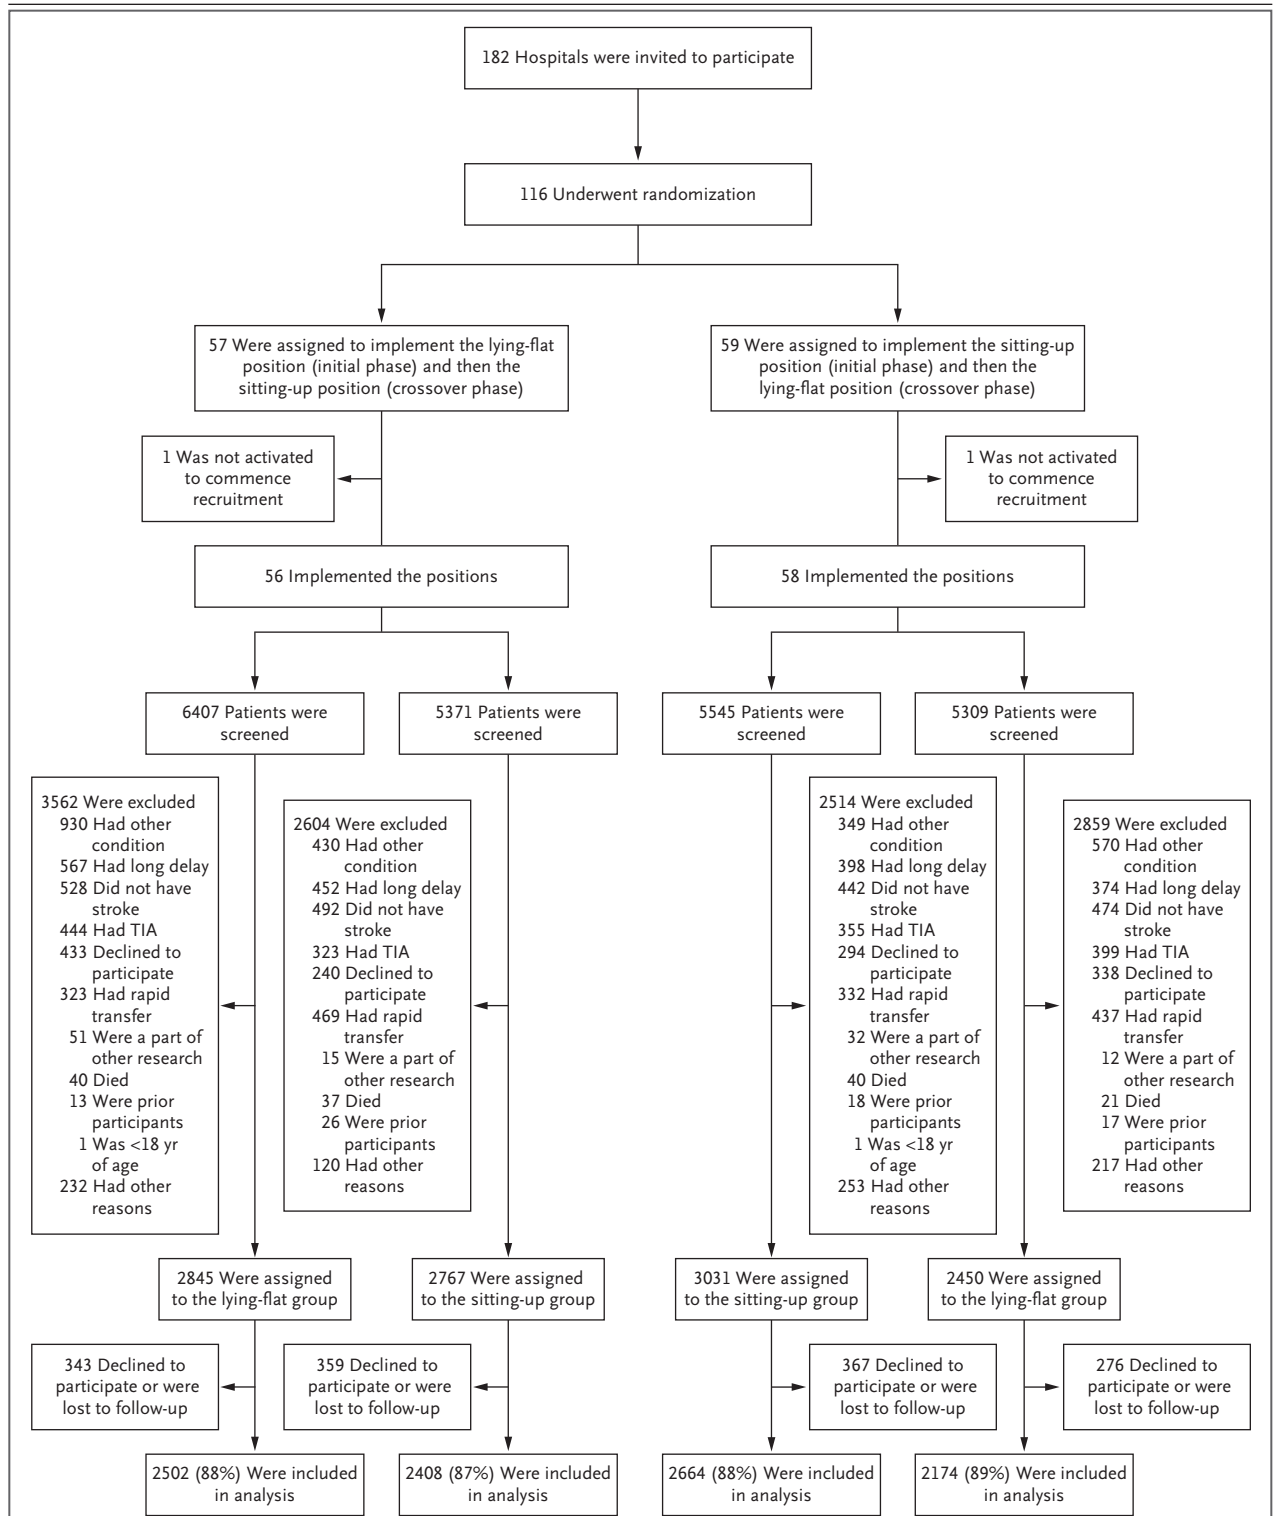 182 Hospitals were invited to participate
116 Underwent randomization
57 Were assigned to implement the lying-flat
position (initial phase) and then the
sitting-up position (crossover phase)
59 Were assigned to implement the sitting-up
position (initial phase) and then the
lying-flat position (crossover phase)
1 Was not activated
to commence
recruitment
1 Was not activated
to commence
recruitment
56 Implemented the positions
58 Implemented the positions
6407 Patients were
screened
5371 Patients were
screened
5545 Patients were
screened
5309 Patients were
screened
3562 Were excluded
930 Had other
condition
567 Had long delay
528 Did not have
stroke
444 Had TIA
433 Declined to
participate
323 Had rapid
transfer
51 Were a part of
other research
40 Died
13 Were prior
participants
1 Was <18 yr
of age
232 Had other
reasons
2604 Were excluded
430 Had other
condition
452 Had long delay
492 Did not have
stroke
323 Had TIA
240 Declined to
participate
469 Had rapid
transfer
15 Were a part of
other research
37 Died
26 Were prior
participants
120 Had other
reasons
2514 Were excluded
349 Had other
condition
398 Had long delay
442 Did not have
stroke
355 Had TIA
294 Declined to
participate
332 Had rapid
transfer
32 Were a part of
other research
40 Died
18 Were prior
participants
1 Was <18 yr
of age
253 Had other
reasons
2859 Were excluded
570 Had other
condition
374 Had long delay
474 Did not have
stroke
399 Had TIA
338 Declined to
participate
437 Had rapid
transfer
12 Were a part of
other research
21 Died
17 Were prior
participants
217 Had other
reasons
2845 Were assigned
to the lying-flat group
2767 Were assigned
to the sitting-up group
3031 Were assigned
to the sitting-up group
2450 Were assigned
to the lying-flat group
343 Declined to
participate or were
lost to follow-up
359 Declined to
participate or were
lost to follow-up
367 Declined to
participate or were
lost to follow-up
276 Declined to
participate or were
lost to follow-up
2502 (88%) Were included
in analysis
2408 (87%) Were included
in analysis
2664 (88%) Were included
in analysis
2174 (89%) Were included
in analysis